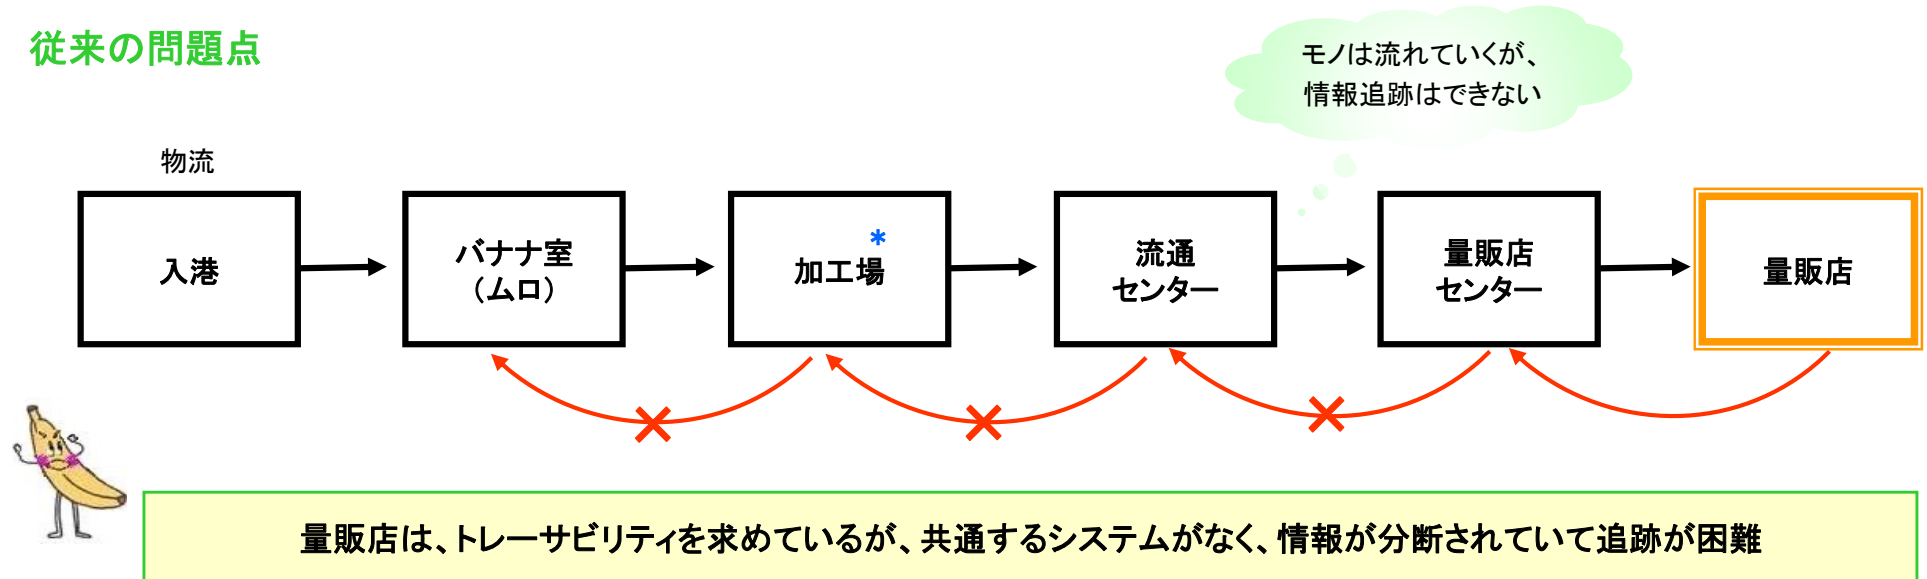 従来の問題点
モノは流れていくが、
情報追跡はできない
物流
入港
バナナ室
（ムロ）
加工場
*
流通
センター
量販店
センター
量販店
量販店は、トレーサビリティを求めているが、共通するシステムがなく、情報が分断されていて追跡が困難